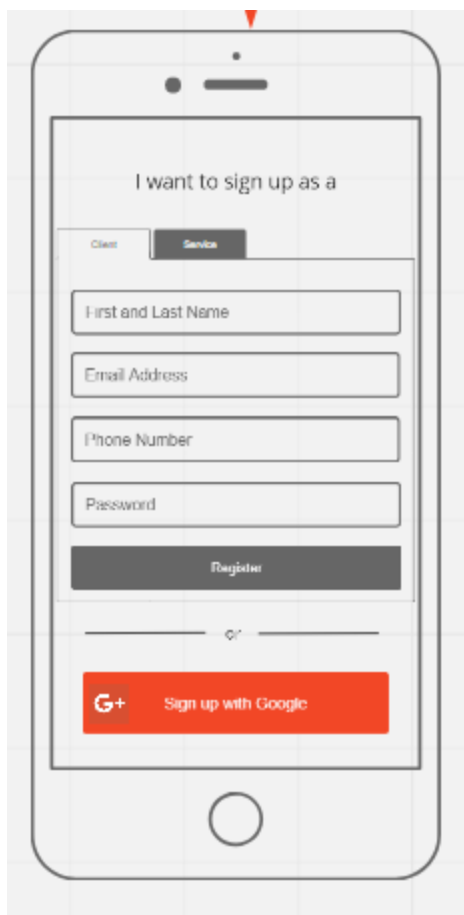 I want to sign up as a
Client Service
First and Last Name
Email Address
Phone Number
Password
Register
or
G+ Sign up with Google